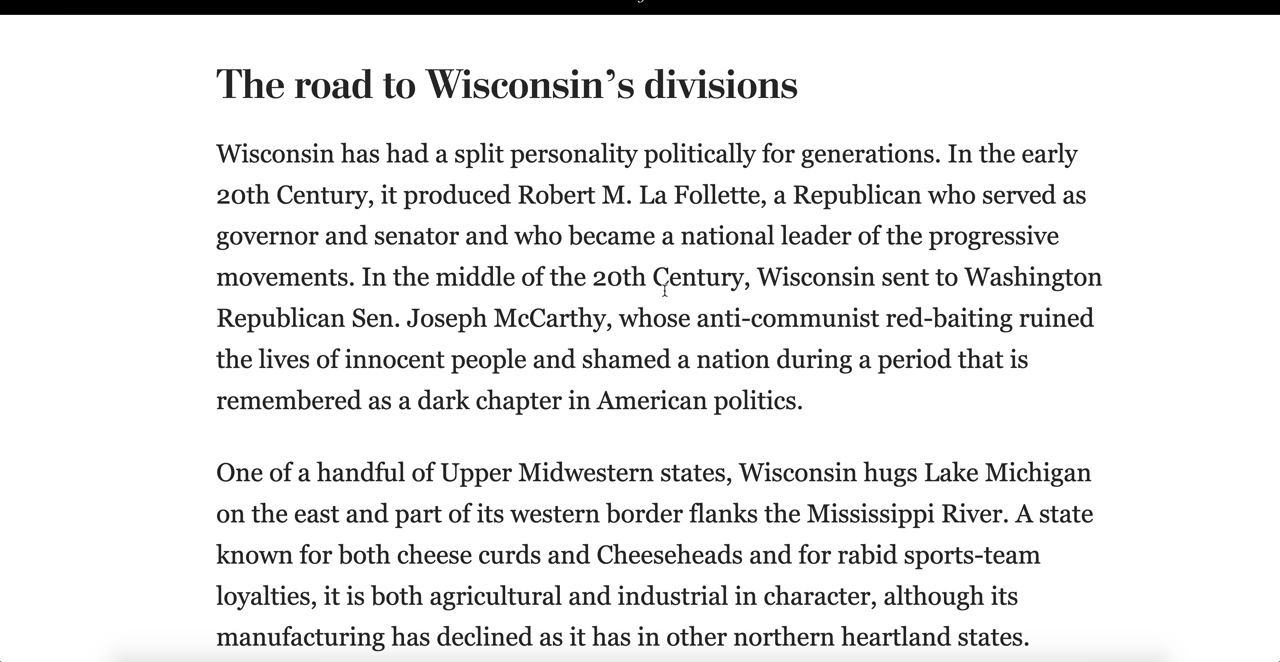 The road to Wisconsin’s divisions
Wisconsin has had a split personality politically for generations. In the early
20th Century, it produced Robert M. La Follette, a Republican who served as
governor and senator and who became a national leader of the progressive
movements. In the middle of the 20th Century, Wisconsin sent to Washington
Republican Sen. Joseph McCarthy, whose anti-communist red-baiting ruined
the lives of innocent people and shamed a nation during a period that is
remembered as a dark chapter in American politics.
One of a handful of Upper Midwestern states, Wisconsin hugs Lake Michigan
on the east and part of its western border flanks the Mississippi River. A state
known for both cheese curds and Cheeseheads and for rabid sports-team
loyalties, it is both agricultural and industrial in character, although its
manufacturing has declined as it has in other northern heartland states.